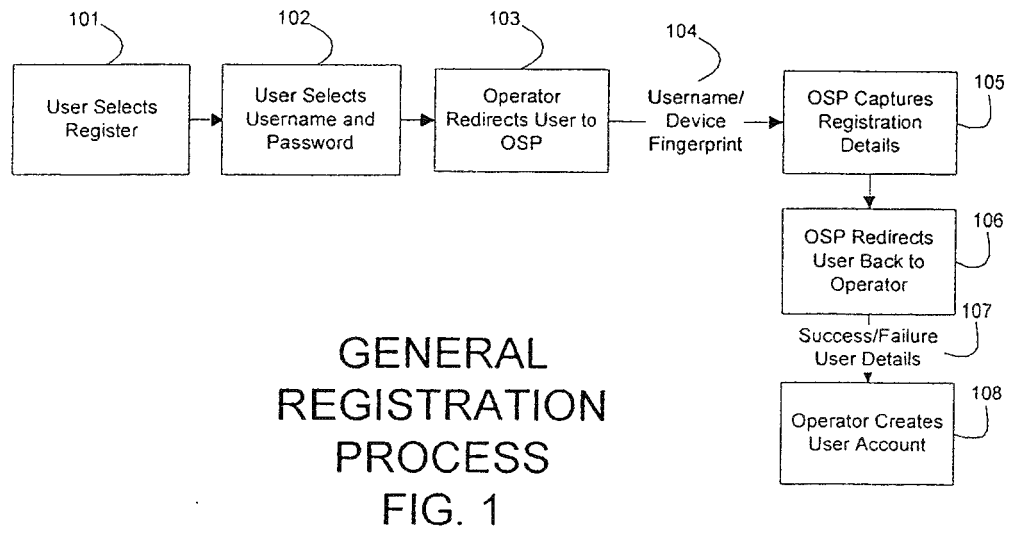 101
102
103
104
105
User Selects
Register
User Selects
Username and
Password
Operator
Redirects User to
OSP
Username/
Device
Fingerprint
OSP Captures
Registration
Details
106
OSP Redirects
User Back to
Operator
107
Success/Failure
User Details
108
Operator Creates
User Account
GENERAL
REGISTRATION
PROCESS
FIG. 1